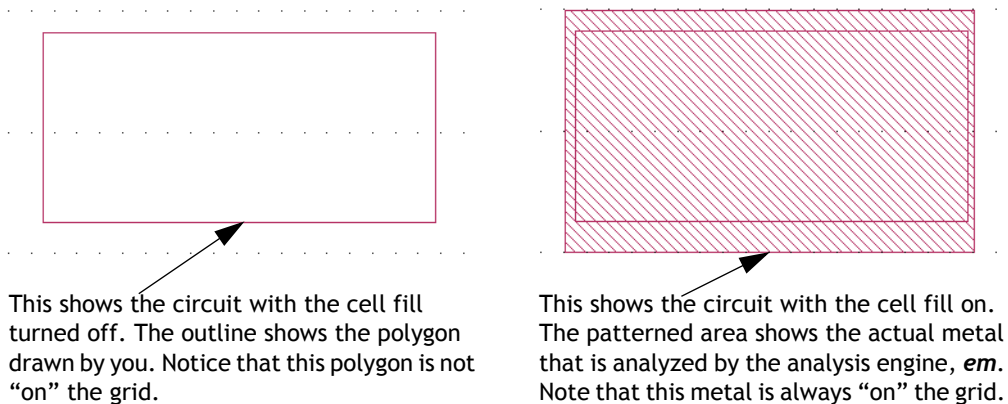 This shows the circuit with the cell fill
turned off. The outline shows the polygon
drawn by you. Notice that this polygon is not
“on” the grid.
This shows the circuit with the cell fill on.
The patterned area shows the actual metal
that is analyzed by the analysis engine, em.
Note that this metal is always “on” the grid.